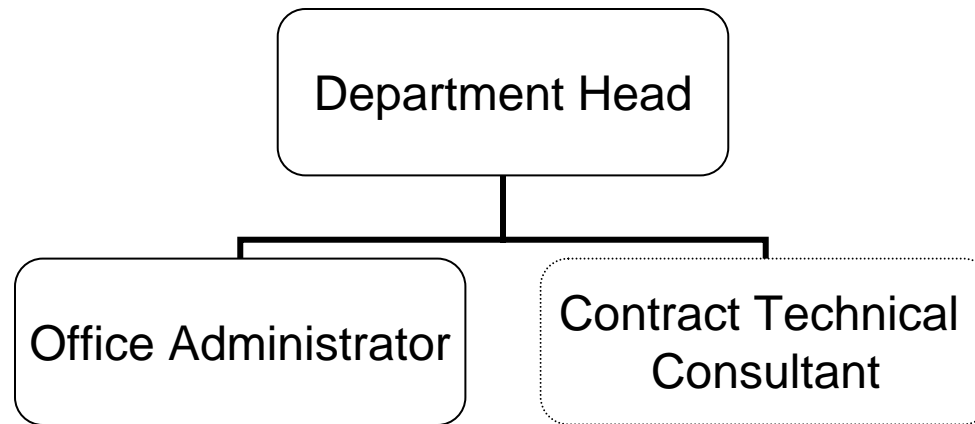 Department Head
Office Administrator
Contract Technical
Consultant